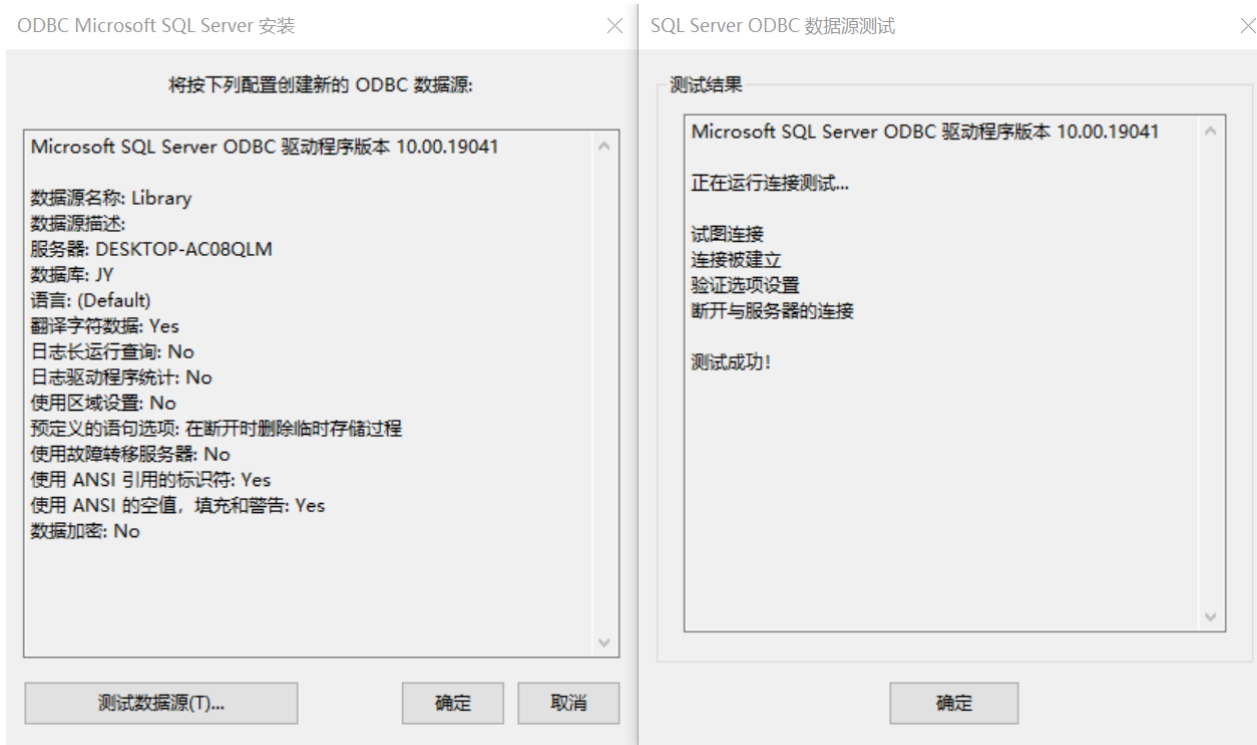 ODBC Microsoft SQL Server 安装
将按下列配置创建新的 ODBC 数据源:
Microsoft SQL Server ODBC 驱动程序版本 10.00.19041
数据源名称: Library
数据源描述:
服务器: DESKTOP-AC08QLM
数据库: JY
语言: (Default)
翻译字符数据: Yes
日志长运行查询: No
日志驱动程序统计: No
使用区域设置: No
预定义的语句选项: 在断开时删除临时存储过程
使用故障转移服务器: No
使用 ANSI 引用的标识符: Yes
使用 ANSI 的空值，填充和警告: Yes
数据加密: No
测试数据源(T)...
确定
取消
SQL Server ODBC 数据源测试
测试结果
Microsoft SQL Server ODBC 驱动程序版本 10.00.19041
正在运行连接测试...
试图连接
连接被建立
验证选项设置
断开与服务器的连接
测试成功!
确定